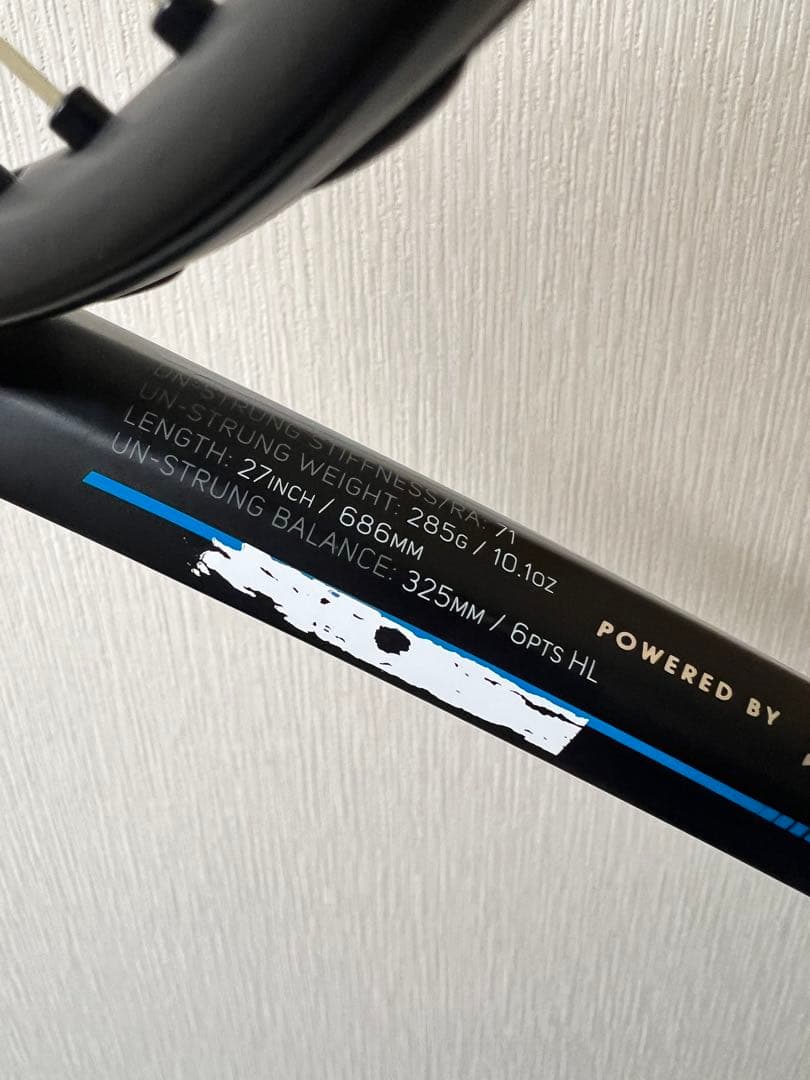 UN-STRUNG STIFFNESS/RA: 71
UN-STRUNG WEIGHT: 285G / 10.1OZ
LENGTH: 27INCH / 686MM
UN-STRUNG BALANCE: 325MM / 6PTS HL
POWERED BY